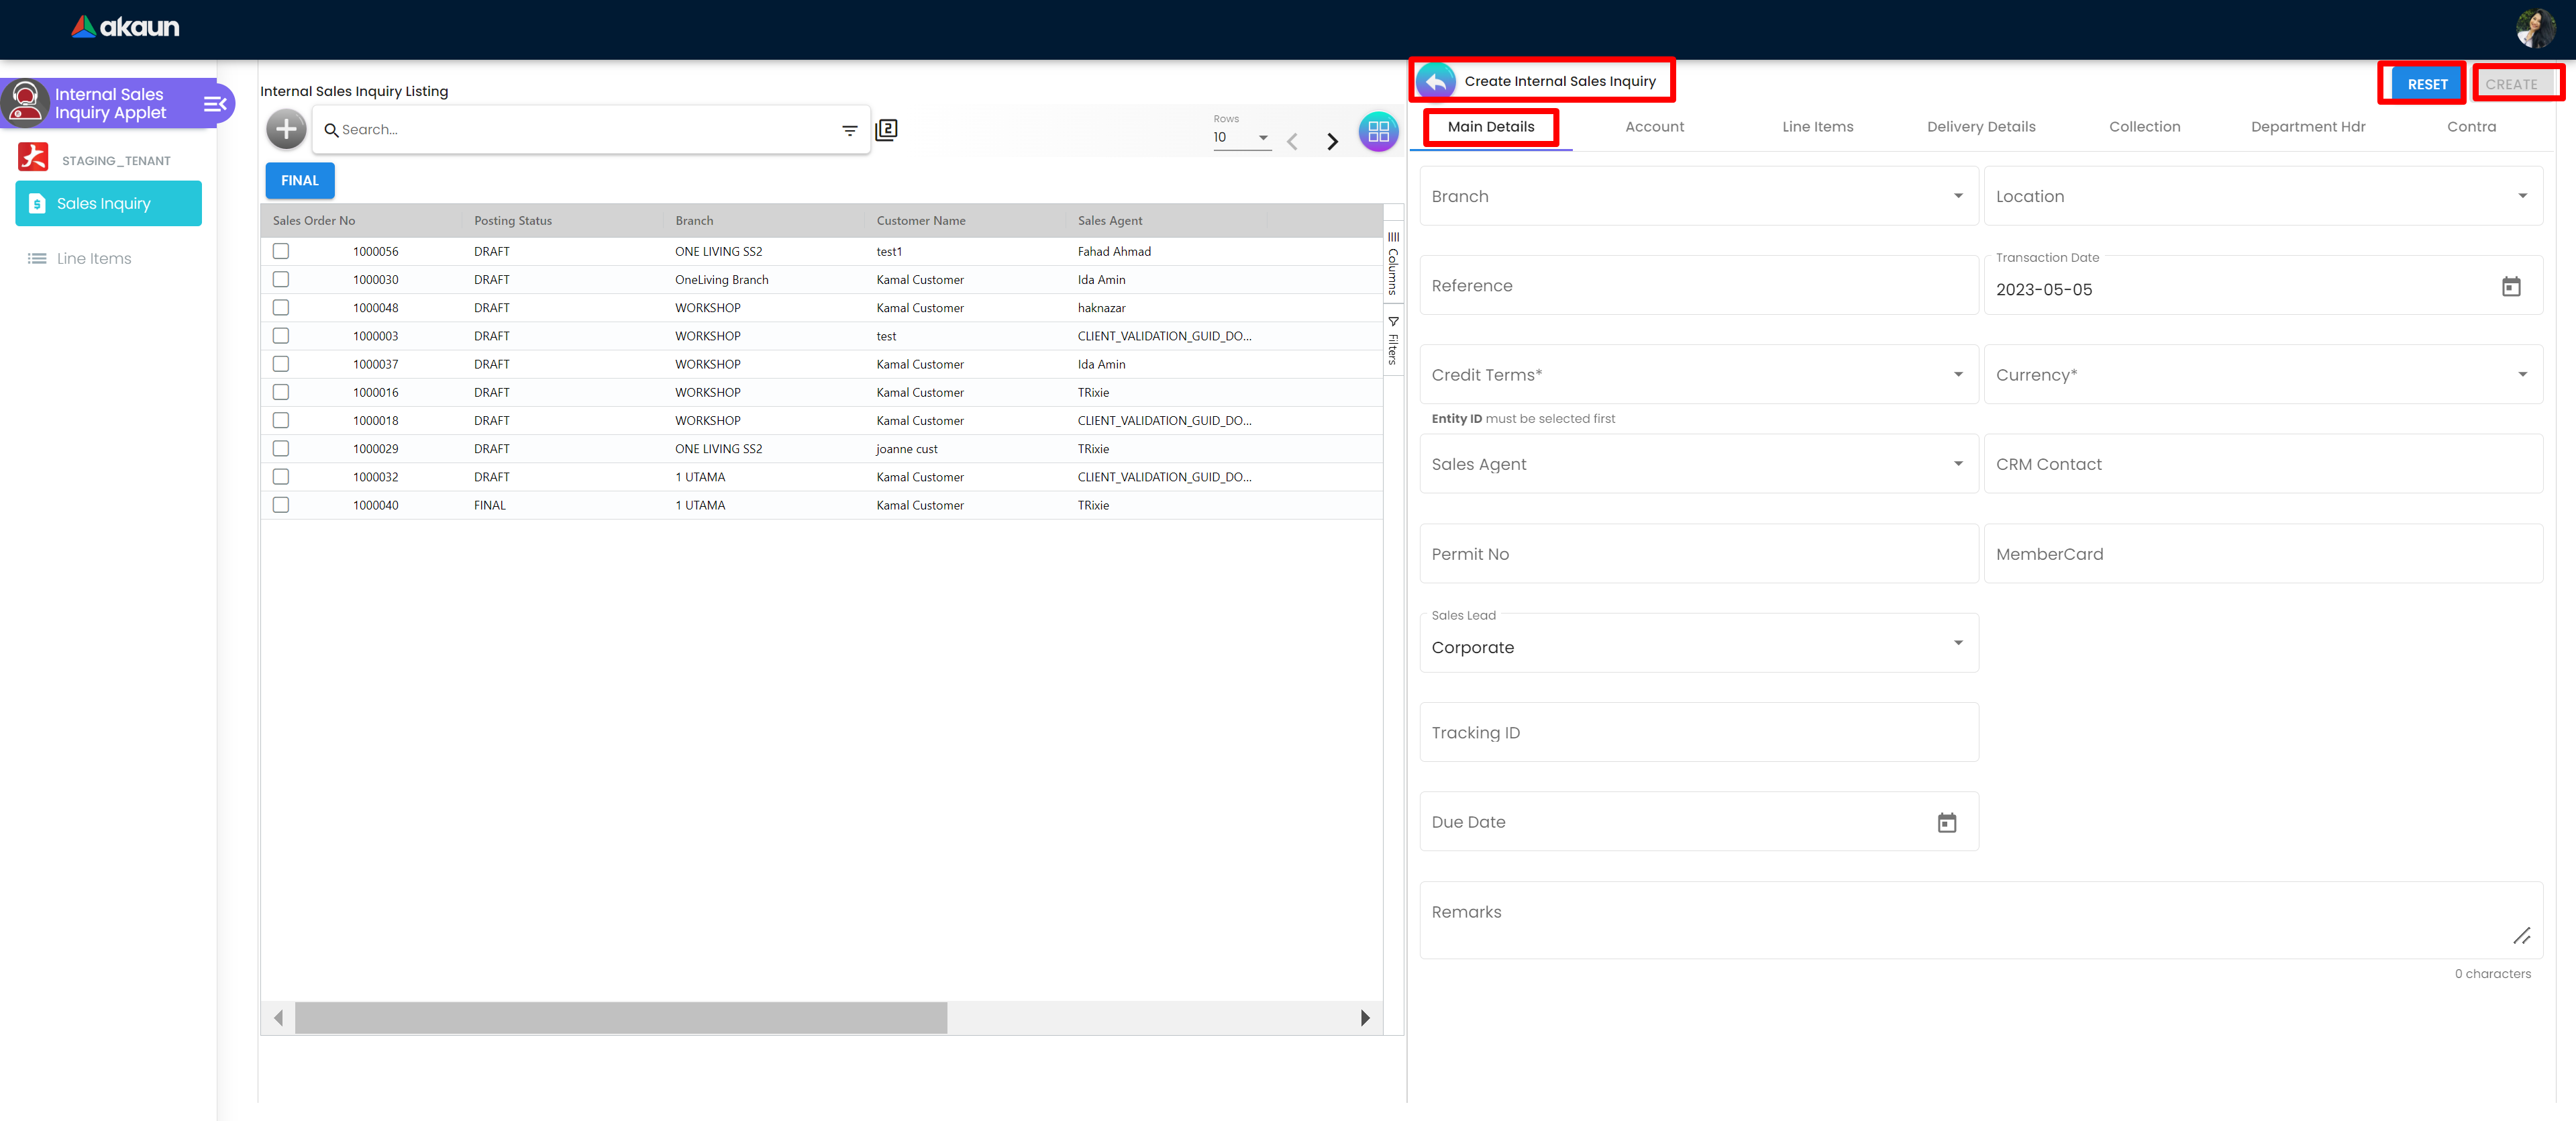 akaun
Internal Sales
Inquiry Applet
STAGING_TENANT
Sales Inquiry
Line Items
Internal Sales Inquiry Listing
Search...
2
Rows
10
FINAL
Sales Order No Posting Status Branch Customer Name Sales Agent
1000056 DRAFT ONE LIVING SS2 test1 Fahad Ahmad
1000030 DRAFT OneLiving Branch Kamal Customer Ida Amin
1000048 DRAFT WORKSHOP Kamal Customer haknazar
1000003 DRAFT WORKSHOP test CLIENT_VALIDATION_GUID_DO...
1000037 DRAFT WORKSHOP Kamal Customer Ida Amin
1000016 DRAFT WORKSHOP Kamal Customer TRixie
1000018 DRAFT WORKSHOP Kamal Customer CLIENT_VALIDATION_GUID_DO...
1000029 DRAFT ONE LIVING SS2 joanne cust TRixie
1000032 DRAFT 1 UTAMA Kamal Customer CLIENT_VALIDATION_GUID_DO...
1000040 FINAL 1 UTAMA Kamal Customer TRixie
Columns
Filters
Create Internal Sales Inquiry
RESET CREATE
Main Details Account Line Items Delivery Details Collection Department Hdr Contra
Branch Location
Transaction Date
Reference 2023-05-05
Credit Terms* Currency*
Entity ID must be selected first
Sales Agent CRM Contact
Permit No MemberCard
Sales Lead
Corporate
Tracking ID
Due Date
Remarks
0 characters